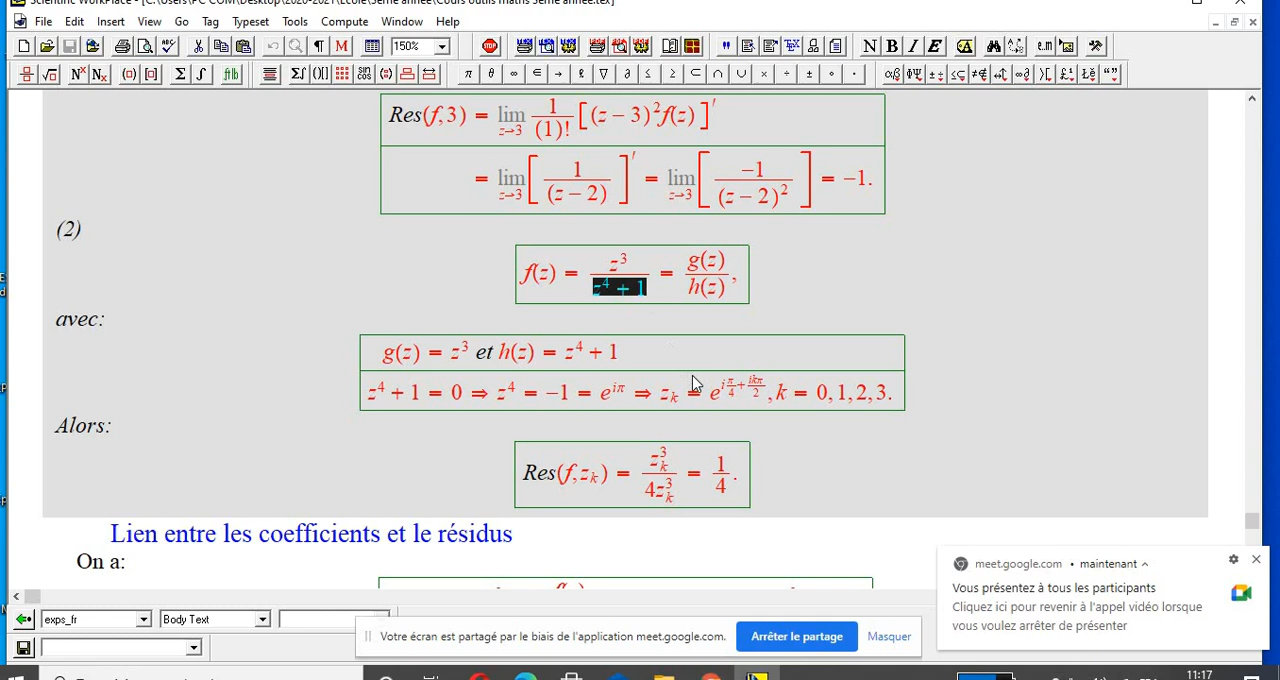 Scientific WorkPlace - [C:\Users\PC COM\Desktop\2020-2021\Ecole\3eme annee\Cours outils maths 3eme annee.tex]
File Edit Insert View Go Tag Typeset Tools Compute Window Help
150%
Res(f,3) = lim_{z→3} 1/(1)! [(z − 3)^2 f(z)]′
= lim_{z→3} [1/(z − 2)]′ = lim_{z→3} [−1/(z − 2)^2] = −1.
(2)
f(z) = z^3/(z^4 + 1) = g(z)/h(z),
avec:
g(z) = z^3 et h(z) = z^4 + 1
z^4 + 1 = 0 ⇒ z^4 = −1 = e^{iπ} ⇒ z_k = e^{i π/4 + ikπ/2}, k = 0, 1, 2, 3.
Alors:
Res(f,z_k) = z_k^3/4z_k^3 = 1/4.
Lien entre les coefficients et le résidus
On a:
meet.google.com • maintenant
Vous présentez à tous les participants
Cliquez ici pour revenir à l'appel vidéo lorsque
vous voulez arrêter de présenter
exps_fr Body Text
Votre écran est partagé par le biais de l'application meet.google.com. Arrêter le partage Masquer
11:17